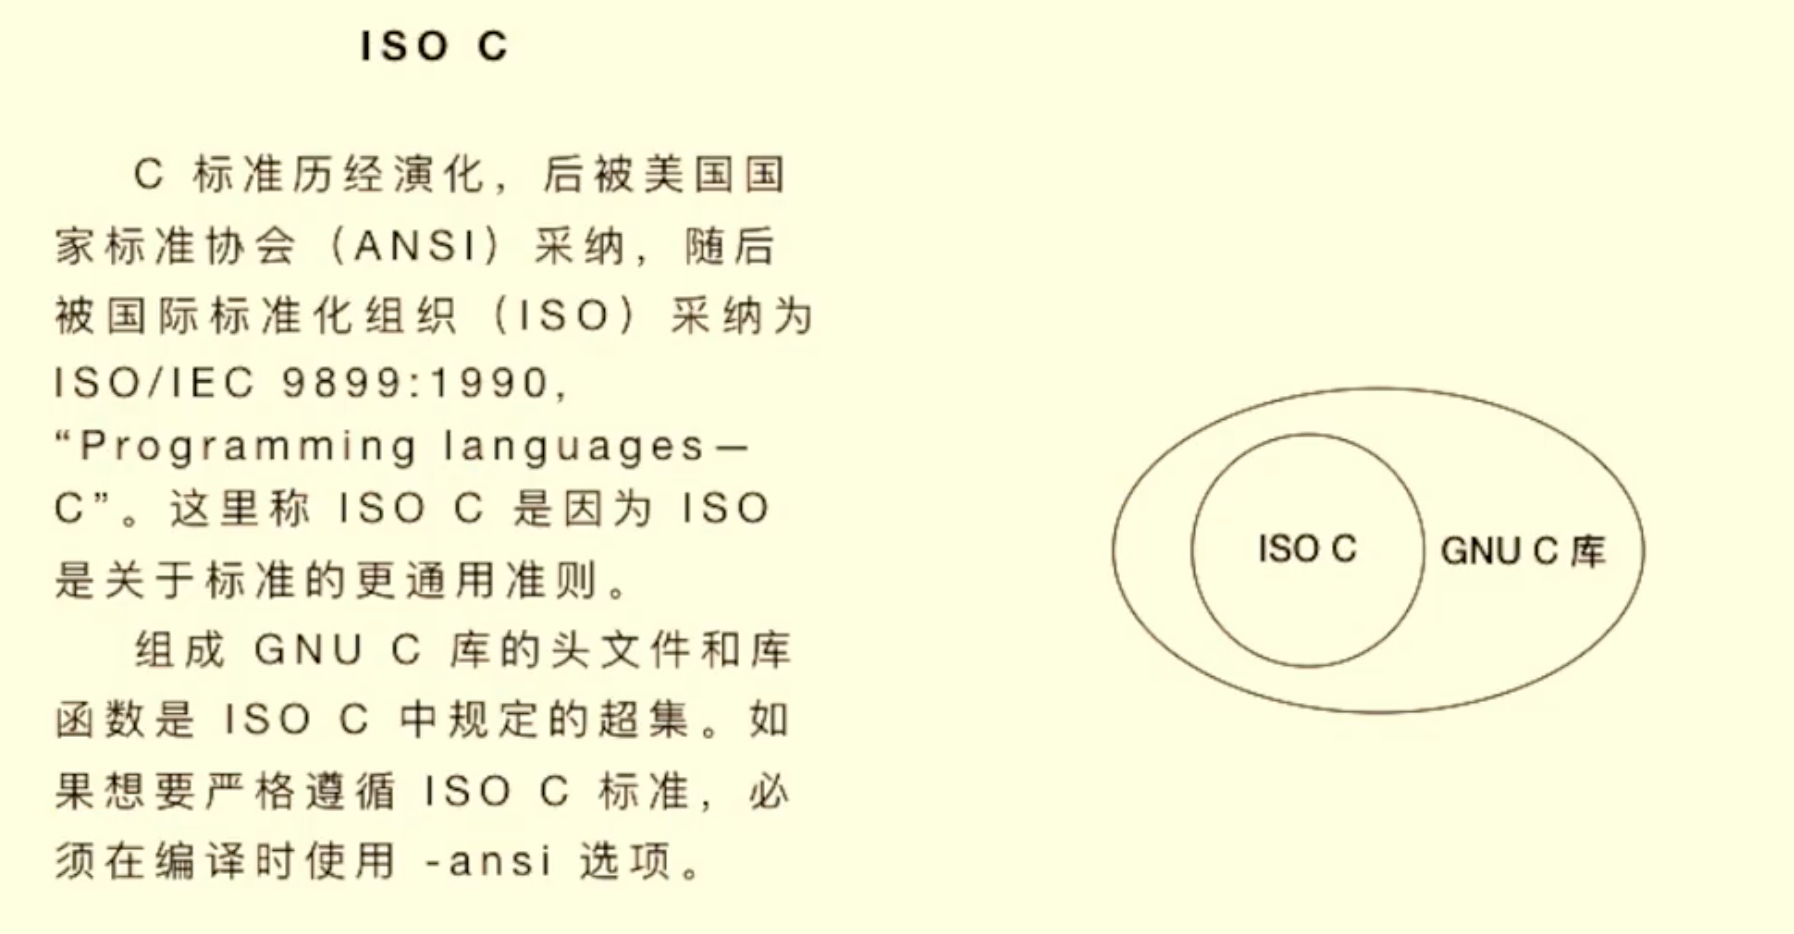 ISO C
C 标准历经演化，后被美国国
家标准协会（ANSI）采纳，随后
被国际标准化组织（ISO）采纳为
ISO/IEC 9899:1990,
“Programming languages—
C”。这里称 ISO C 是因为 ISO
是关于标准的更通用准则。
组成 GNU C 库的头文件和库
函数是 ISO C 中规定的超集。如
果想要严格遵循 ISO C 标准，必
须在编译时使用 -ansi 选项。
ISO C
GNU C 库